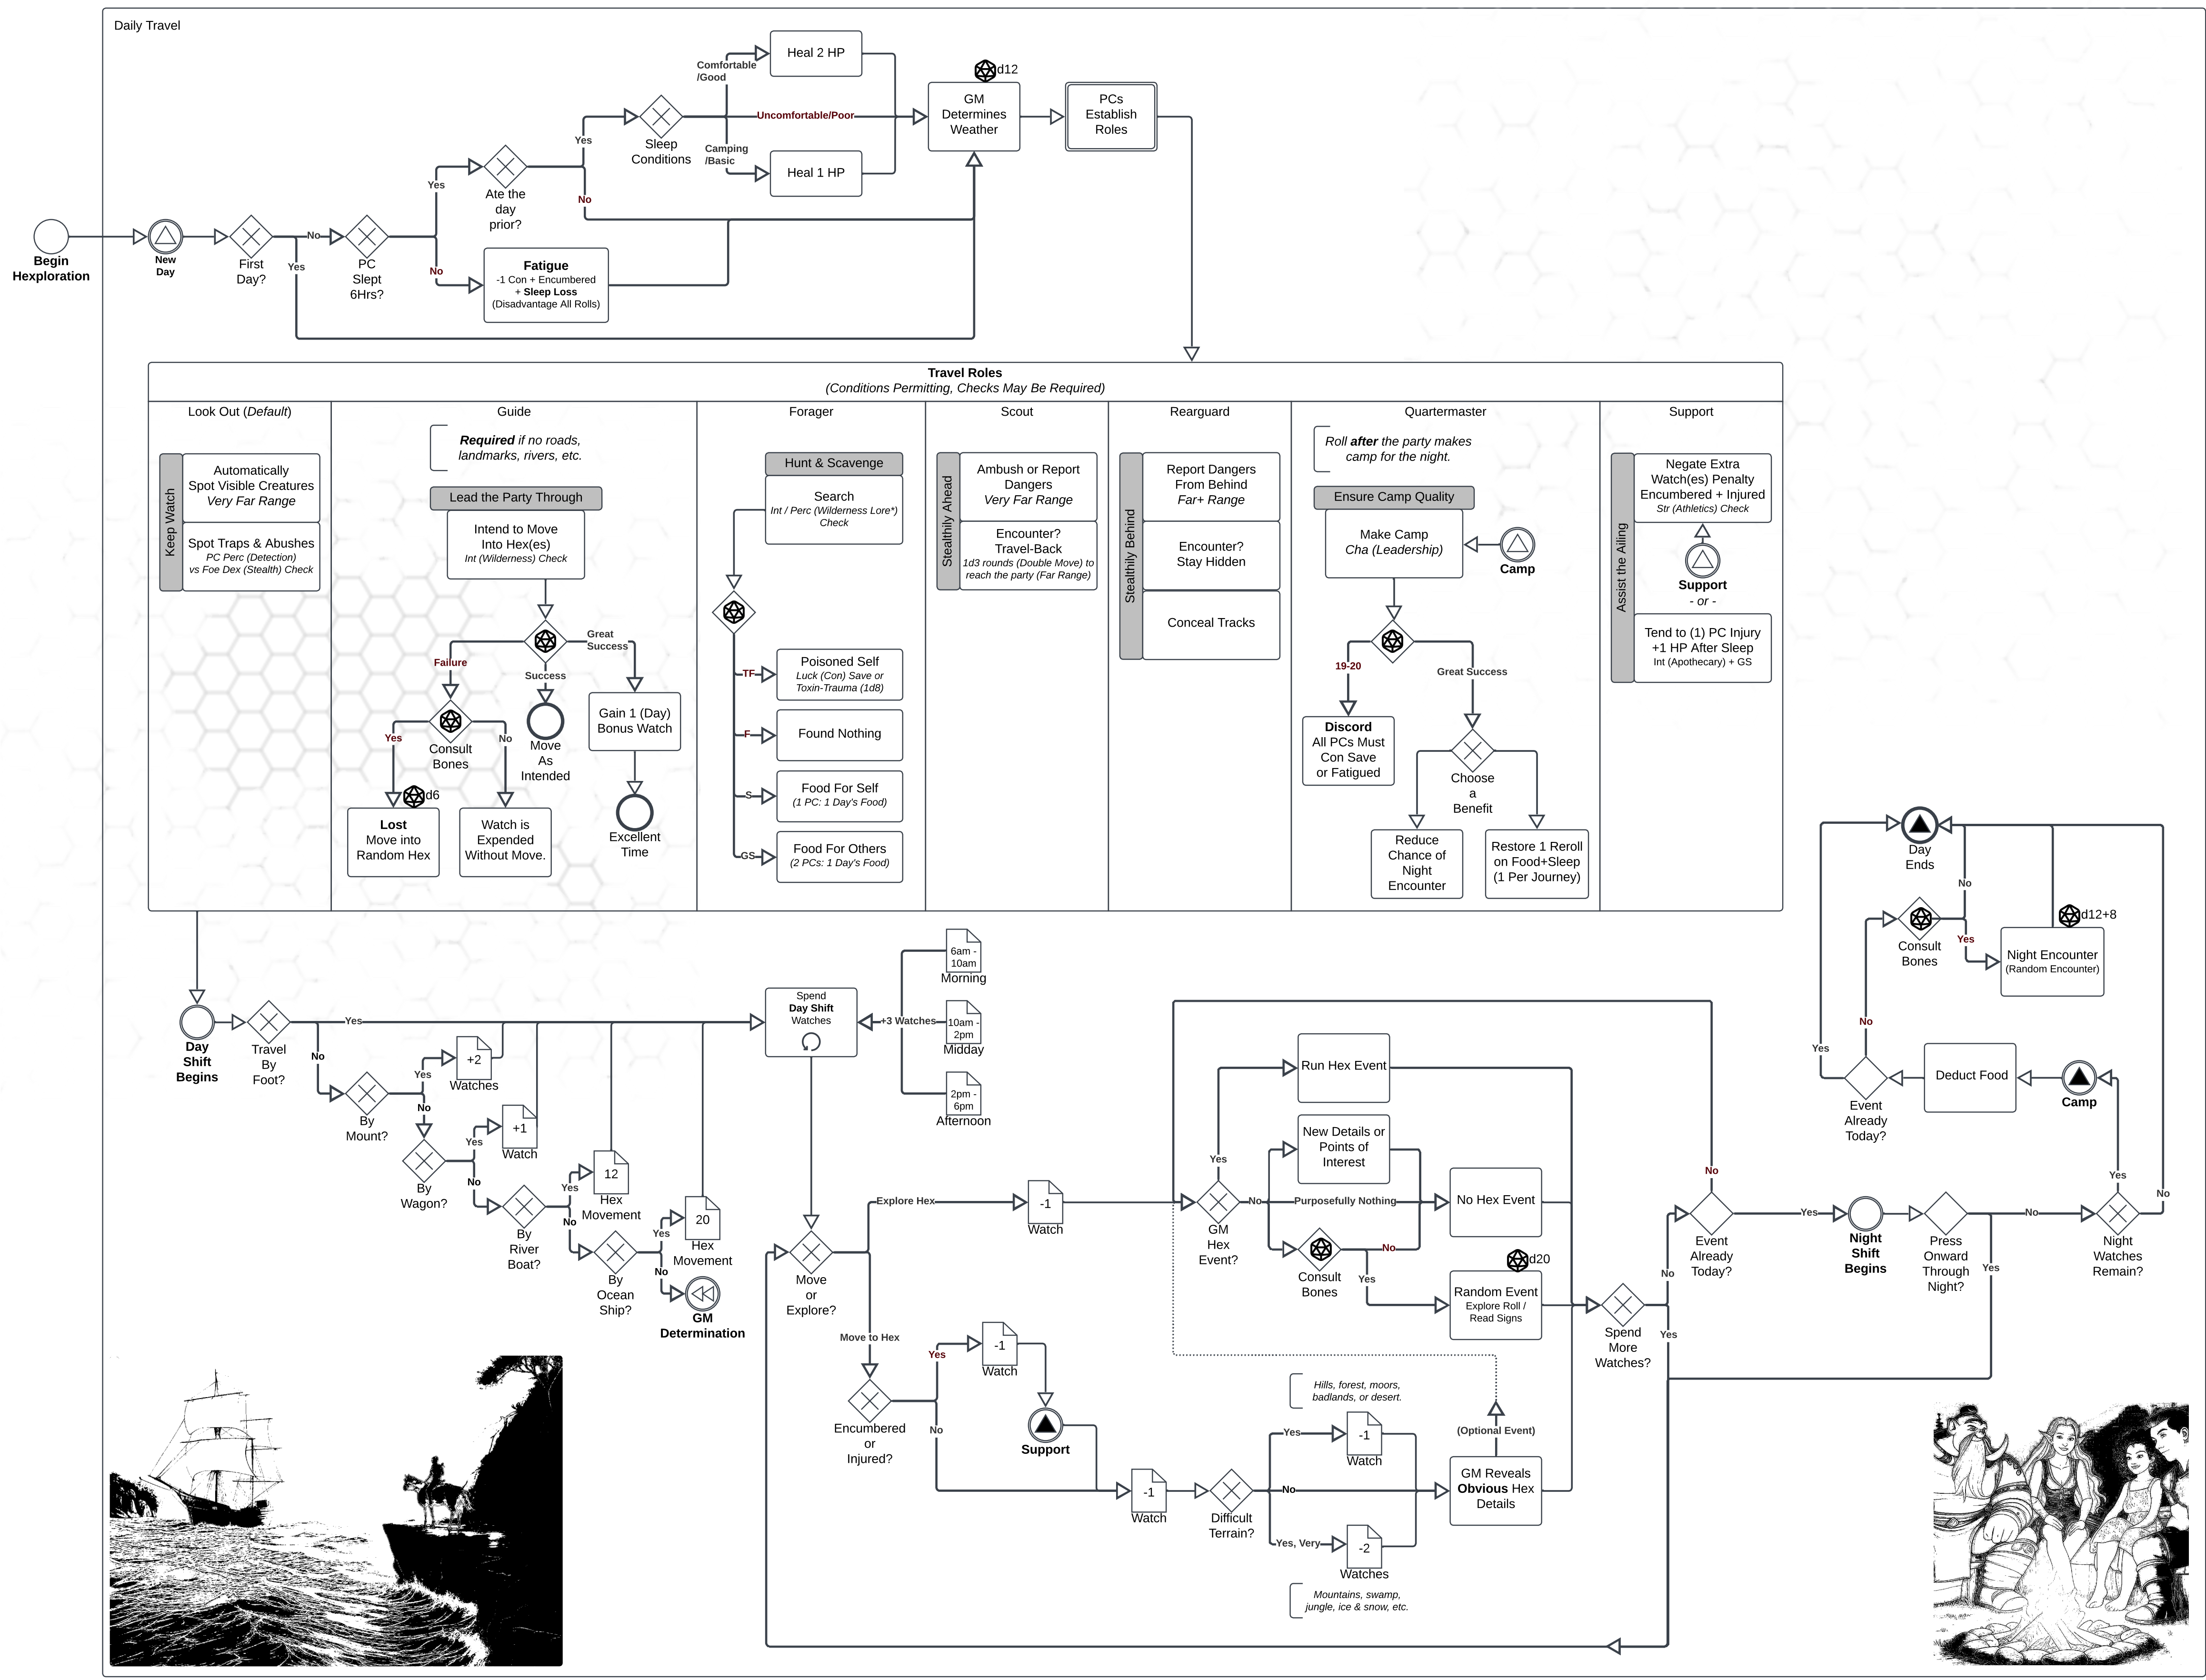 Daily Travel
Begin
Hexploration
New
Day
First
Day?
No
Yes
PC
Slept
6Hrs?
Yes
No
Ate the
day
prior?
Yes
No
Fatigue
-1 Con + Encumbered
+ Sleep Loss
(Disadvantage All Rolls)
Sleep
Conditions
Comfortable
/Good
Uncomfortable/Poor
Camping
/Basic
Heal 2 HP
Heal 1 HP
d12
GM
Determines
Weather
PCs
Establish
Roles
Travel Roles
(Conditions Permitting, Checks May Be Required)
Look Out (Default)
Keep Watch
Automatically
Spot Visible Creatures
Very Far Range
Spot Traps & Abushes
PC Perc (Detection)
vs Foe Dex (Stealth) Check
Guide
Required if no roads,
landmarks, rivers, etc.
Lead the Party Through
Intend to Move
Into Hex(es)
Int (Wilderness) Check
Failure
Success
Great
Success
Consult
Bones
Yes
No
Move
As
Intended
Gain 1 (Day)
Bonus Watch
Excellent
Time
d6
Lost
Move into
Random Hex
Watch is
Expended
Without Move.
Forager
Hunt & Scavenge
Search
Int / Perc (Wilderness Lore*)
Check
TF
Poisoned Self
Luck (Con) Save or
Toxin-Trauma (1d8)
F
Found Nothing
S
Food For Self
(1 PC: 1 Day's Food)
GS
Food For Others
(2 PCs: 1 Day's Food)
Scout
Stealthily Ahead
Ambush or Report
Dangers
Very Far Range
Encounter?
Travel-Back
1d3 rounds (Double Move) to
reach the party (Far Range)
Rearguard
Stealthily Behind
Report Dangers
From Behind
Far+ Range
Encounter?
Stay Hidden
Conceal Tracks
Quartermaster
Roll after the party makes
camp for the night.
Ensure Camp Quality
Make Camp
Cha (Leadership)
Camp
19-20
Great Success
Discord
All PCs Must
Con Save
or Fatigued
Choose
a
Benefit
Reduce
Chance of
Night
Encounter
Restore 1 Reroll
on Food+Sleep
(1 Per Journey)
Support
Assist the Ailing
Negate Extra
Watch(es) Penalty
Encumbered + Injured
Str (Athletics) Check
Support
- or -
Tend to (1) PC Injury
+1 HP After Sleep
Int (Apothecary) + GS
Day
Shift
Begins
Travel
By
Foot?
Yes
No
By
Mount?
Yes
No
+2
Watches
By
Wagon?
Yes
No
+1
Watch
By
River
Boat?
Yes
No
12
Hex
Movement
By
Ocean
Ship?
Yes
No
20
Hex
Movement
GM
Determination
Spend
Day Shift
Watches
+3 Watches
6am -
10am
Morning
10am -
2pm
Midday
2pm -
6pm
Afternoon
Move
or
Explore?
Explore Hex
-1
Watch
Move to Hex
Encumbered
or
Injured?
Yes
No
-1
Watch
Support
-1
Watch
Difficult
Terrain?
Hills, forest, moors,
badlands, or desert.
Yes
-1
Watch
No
Yes, Very
-2
Watches
Mountains, swamp,
jungle, ice & snow, etc.
GM Reveals
Obvious Hex
Details
(Optional Event)
GM
Hex
Event?
Yes
No
Run Hex Event
New Details or
Points of
Interest
Purposefully Nothing
Consult
Bones
No
Yes
No Hex Event
d20
Random Event
Explore Roll /
Read Signs
Spend
More
Watches?
No
Yes
Event
Already
Today?
No
Yes
Night
Shift
Begins
Press
Onward
Through
Night?
No
Yes
Night
Watches
Remain?
Yes
No
Camp
Deduct Food
Event
Already
Today?
Yes
No
Consult
Bones
No
Yes
d12+8
Night Encounter
(Random Encounter)
Day
Ends